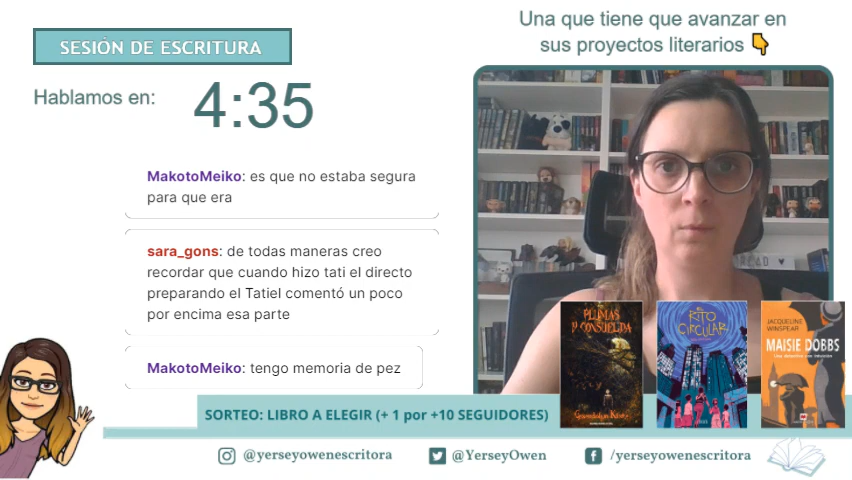 SESIÓN DE ESCRITURA
Hablamos en:
4:35
MakotoMeiko: es que no estaba segura
para que era
sara_gons: de todas maneras creo
recordar que cuando hizo tati el directo
preparando el Tatiel comentó un poco
por encima esa parte
MakotoMeiko: tengo memoria de pez
Una que tiene que avanzar en
sus proyectos literarios 👇
READ
PLUMAS
Y CONSUELDA
EL
RITO
CIRCULAR
JACQUELINE
WINSPEAR
MAISIE DOBBS
SORTEO: LIBRO A ELEGIR (+ 1 por +10 SEGUIDORES)
@yerseyowenescritora
@YerseyOwen
/yerseyowenescritora